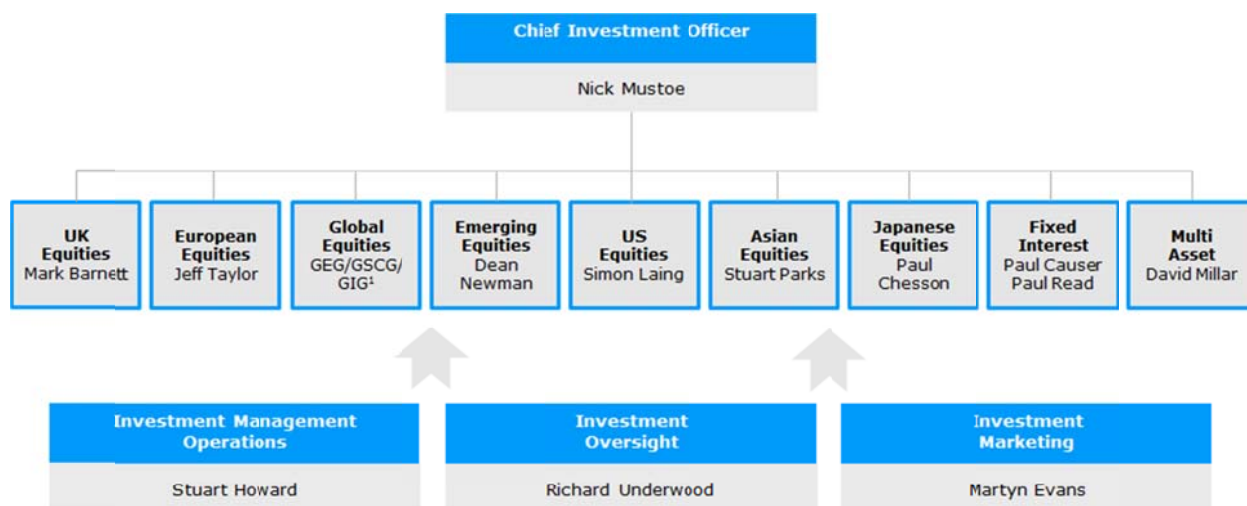 Chief Investment Officer
Nick Mustoe
UK
Equities
Mark Barnett
European
Equities
Jeff Taylor
Global
Equities
GEG/GSCG/
GIG¹
Emerging
Equities
Dean
Newman
US
Equities
Simon Laing
Asian
Equities
Stuart Parks
Japanese
Equities
Paul
Chesson
Fixed
Interest
Paul Causer
Paul Read
Multi
Asset
David Millar
Investment Management
Operations
Stuart Howard
Investment
Oversight
Richard Underwood
Investment
Marketing
Martyn Evans